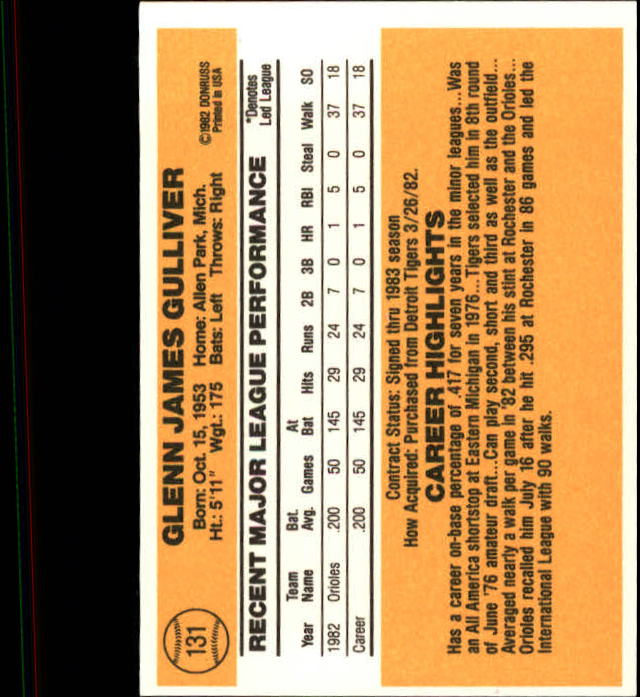 131
GLENN JAMES GULLIVER
Born: Oct. 15, 1953 Home: Allen Park, Mich.
Ht.: 5'11" Wgt.: 175 Bats: Left Throws: Right
©1982 DONRUSS
Printed in USA
RECENT MAJOR LEAGUE PERFORMANCE
*Denotes
Led League
Year Team Name Bat. Avg. Games At Bat Hits Runs 2B 3B HR RBI Steal Walk SO
1982 Orioles .200 50 145 29 24 7 0 1 5 0 37 18
Career .200 50 145 29 24 7 0 1 5 0 37 18
Contract Status: Signed thru 1983 season
How Acquired: Purchased from Detroit Tigers 3/26/82.
CAREER HIGHLIGHTS
Has a career on-base percentage of .417 for seven years in the minor leagues...Was
an All America shortstop at Eastern Michigan in 1976...Tigers selected him in 8th round
of June '76 amateur draft...Can play second, short and third as well as the outfield...
Averaged nearly a walk per game in '82 between his stint at Rochester and the Orioles...
Orioles recalled him July 16 after he hit .295 at Rochester in 86 games and led the
International League with 90 walks.